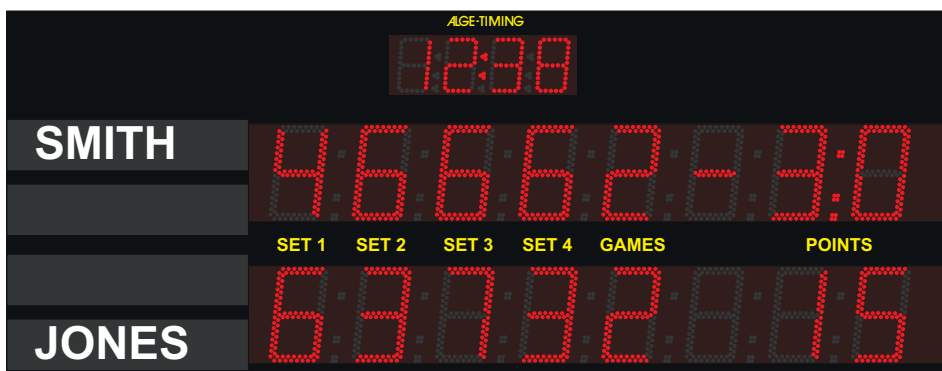 ALGE-TIMING
12:38
SMITH 4 6 6 6 2 - 3:0
SET 1 SET 2 SET 3 SET 4 GAMES POINTS
JONES 6 3 7 3 2 15